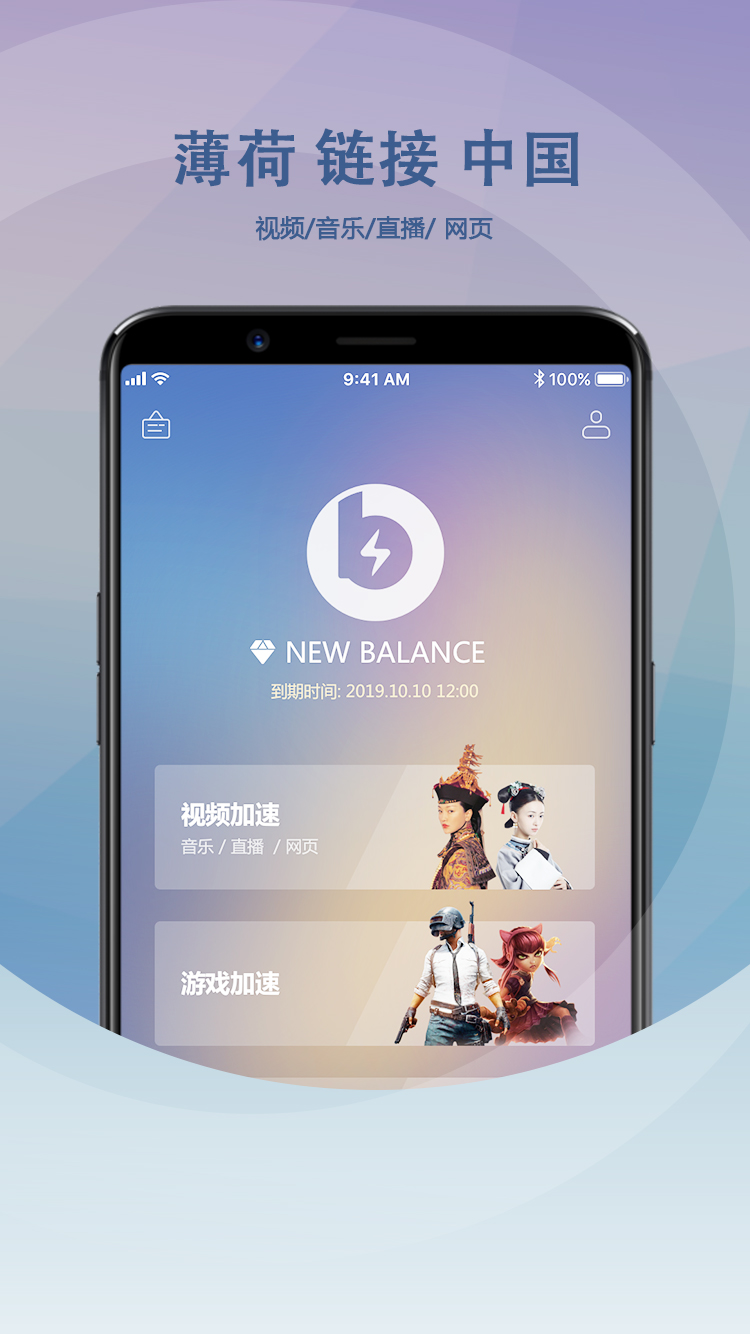 薄荷 链接 中国
视频/音乐/直播/ 网页
9:41 AM 100%
b
NEW BALANCE
到期时间: 2019.10.10 12:00
视频加速
音乐 / 直播 / 网页
游戏加速